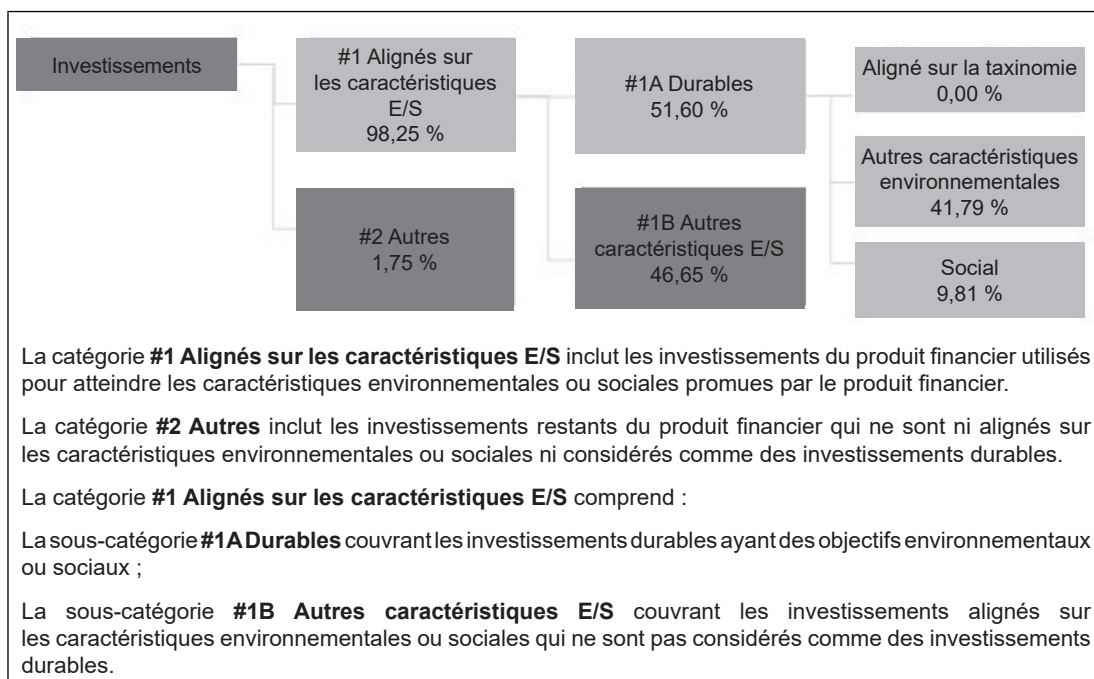 Investissements
#1 Alignés sur
les caractéristiques
E/S
98,25 %
#2 Autres
1,75 %
#1A Durables
51,60 %
#1B Autres
caractéristiques E/S
46,65 %
Aligné sur la taxinomie
0,00 %
Autres caractéristiques
environnementales
41,79 %
Social
9,81 %
La catégorie #1 Alignés sur les caractéristiques E/S inclut les investissements du produit financier utilisés
pour atteindre les caractéristiques environnementales ou sociales promues par le produit financier.
La catégorie #2 Autres inclut les investissements restants du produit financier qui ne sont ni alignés sur
les caractéristiques environnementales ou sociales ni considérés comme des investissements durables.
La catégorie #1 Alignés sur les caractéristiques E/S comprend :
La sous-catégorie #1A Durables couvrant les investissements durables ayant des objectifs environnementaux
ou sociaux ;
La sous-catégorie #1B Autres caractéristiques E/S couvrant les investissements alignés sur
les caractéristiques environnementales ou sociales qui ne sont pas considérés comme des investissements
durables.